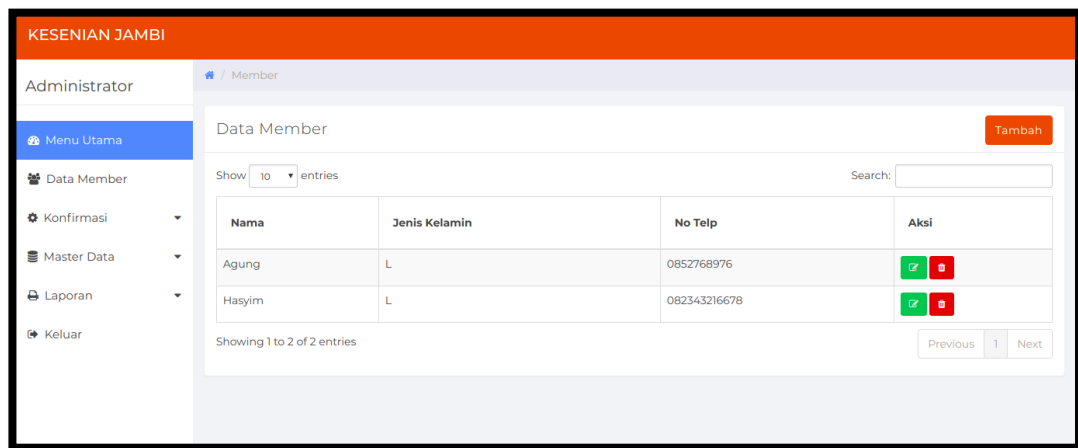 KESENIAN JAMBI
Administrator
Menu Utama
Data Member
Konfirmasi
Master Data
Laporan
Keluar
/ Member
Data Member
Tambah
Show 10 entries
Search:
Nama Jenis Kelamin No Telp Aksi
Agung L 0852768976
Hasyim L 082343216678
Showing 1 to 2 of 2 entries
Previous 1 Next